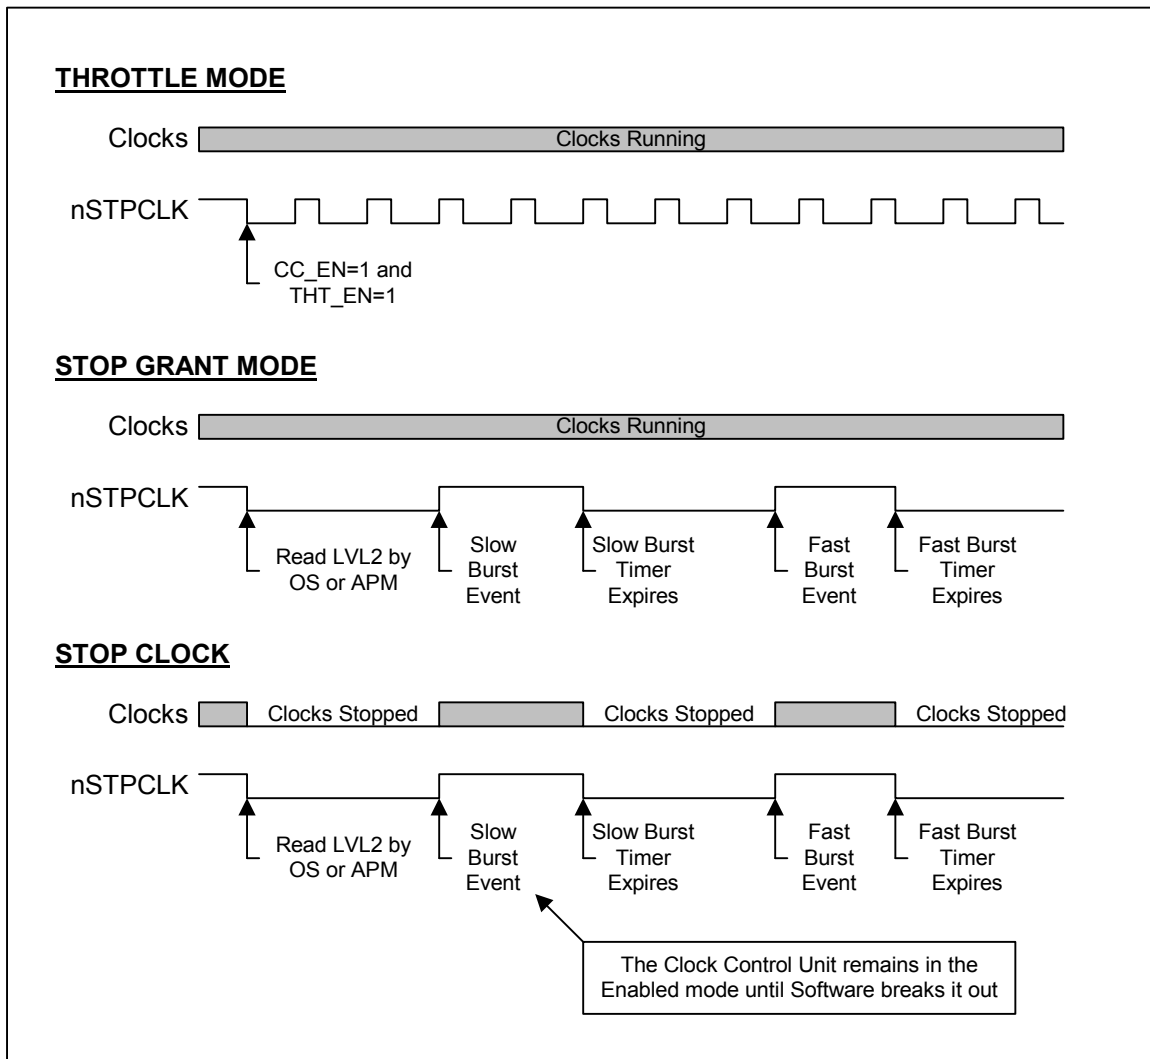 THROTTLE MODE
Clocks
Clocks Running
nSTPCLK
CC_EN=1 and
THT_EN=1
STOP GRANT MODE
Clocks
Clocks Running
nSTPCLK
Read LVL2 by
OS or APM
Slow
Burst
Event
Slow Burst
Timer
Expires
Fast
Burst
Event
Fast Burst
Timer
Expires
STOP CLOCK
Clocks
Clocks Stopped
Clocks Stopped
Clocks Stopped
nSTPCLK
Read LVL2 by
OS or APM
Slow
Burst
Event
Slow Burst
Timer
Expires
Fast
Burst
Event
Fast Burst
Timer
Expires
The Clock Control Unit remains in the
Enabled mode until Software breaks it out